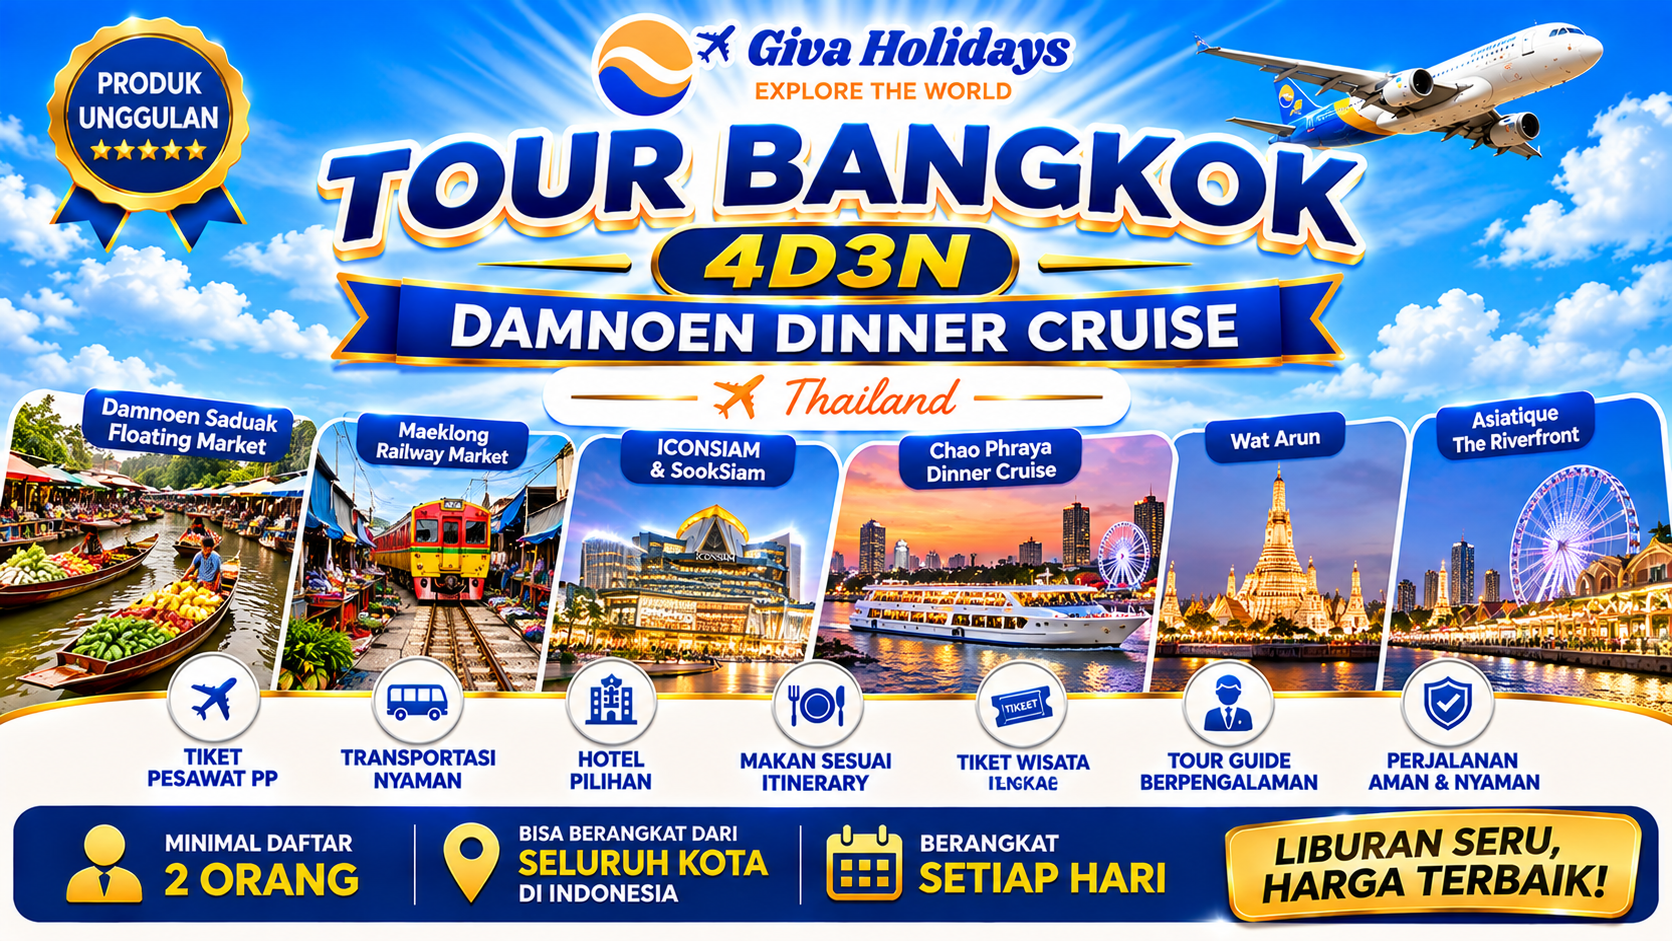 PRODUK
UNGGULAN
Giva Holidays
EXPLORE THE WORLD
TOUR BANGKOK
4D3N
DAMNOEN DINNER CRUISE
Thailand
Damnoen Saduak
Floating Market
Maeklong
Railway Market
ICONSIAM
& SookSiam
Chao Phraya
Dinner Cruise
Wat Arun
Asiatique
The Riverfront
ICONSIAM
TIKET
PESAWAT PP
TRANSPORTASI
NYAMAN
HOTEL
PILIHAN
MAKAN SESUAI
ITINERARY
TIKEET
TIKET WISATA
TOUR GUIDE
BERPENGALAMAN
PERJALANAN
AMAN & NYAMAN
MINIMAL DAFTAR
2 ORANG
BISA BERANGKAT DARI
SELURUH KOTA
DI INDONESIA
BERANGKAT
SETIAP HARI
LIBURAN SERU,
HARGA TERBAIK!